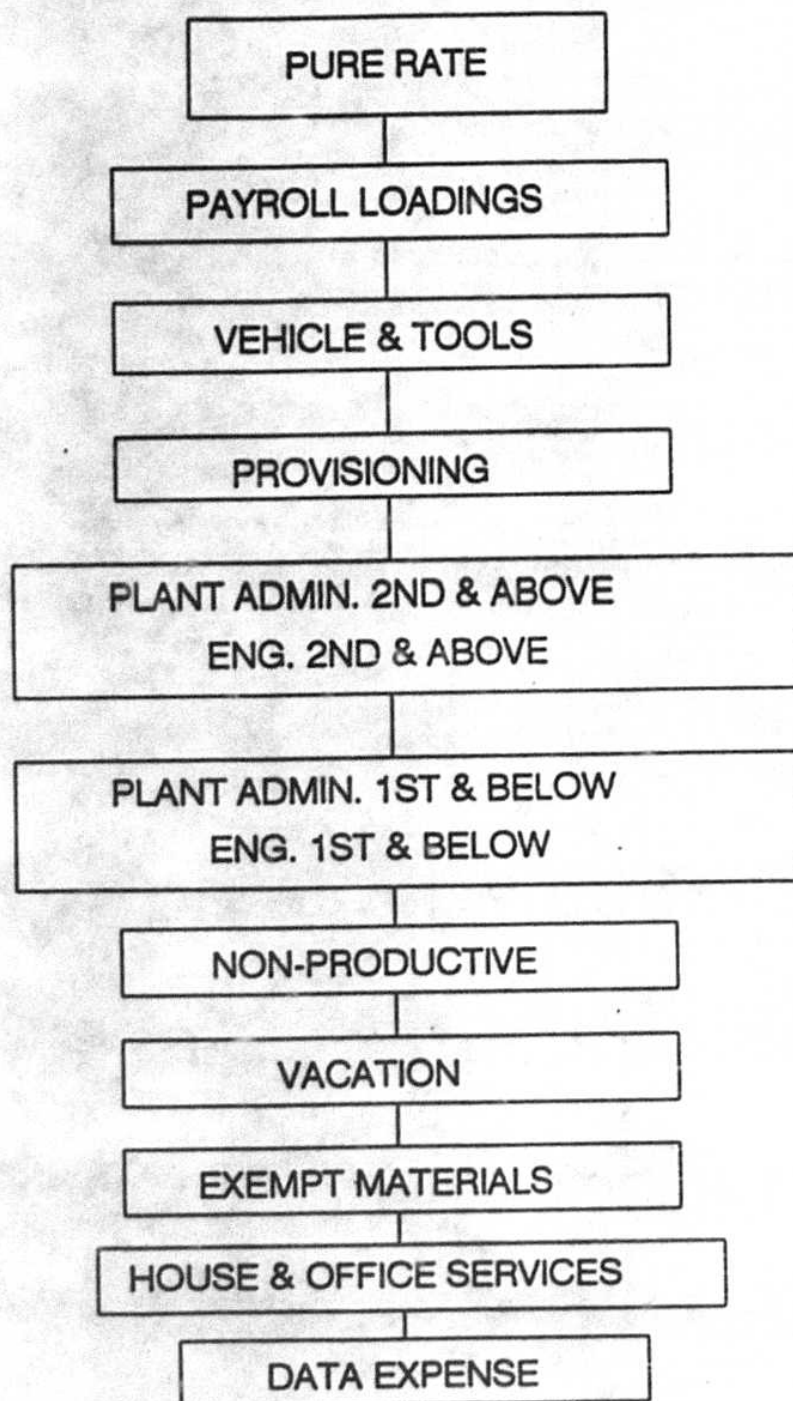 PURE RATE
PAYROLL LOADINGS
VEHICLE & TOOLS
PROVISIONING
PLANT ADMIN. 2ND & ABOVE
ENG. 2ND & ABOVE
PLANT ADMIN. 1ST & BELOW
ENG. 1ST & BELOW
NON-PRODUCTIVE
VACATION
EXEMPT MATERIALS
HOUSE & OFFICE SERVICES
DATA EXPENSE